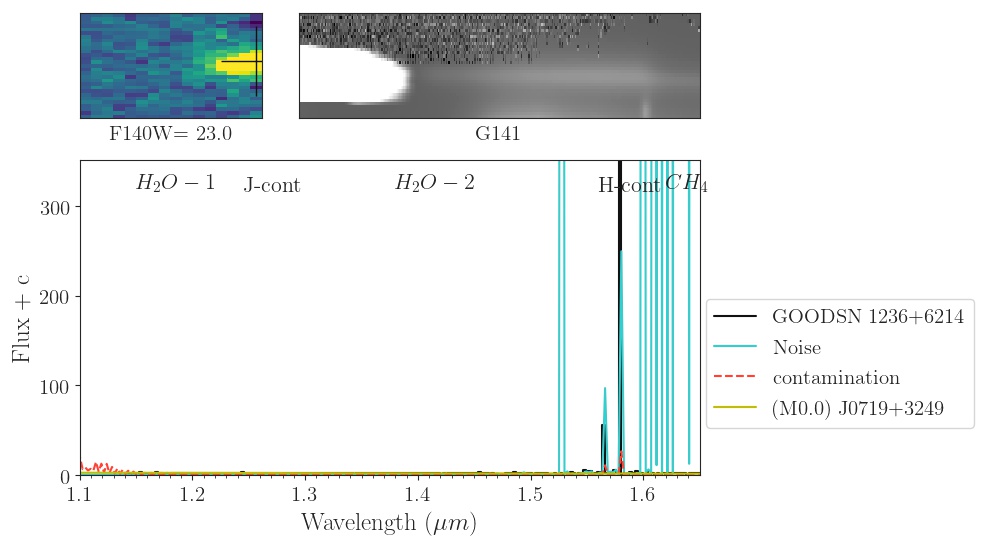 F140W= 23.0
G141
H₂O − 1
J-cont
H₂O − 2
H-cont
CH₄
300
200
100
0
Flux + c
1.1
1.2
1.3
1.4
1.5
1.6
Wavelength (μm)
GOODSN 1236+6214
Noise
contamination
(M0.0) J0719+3249